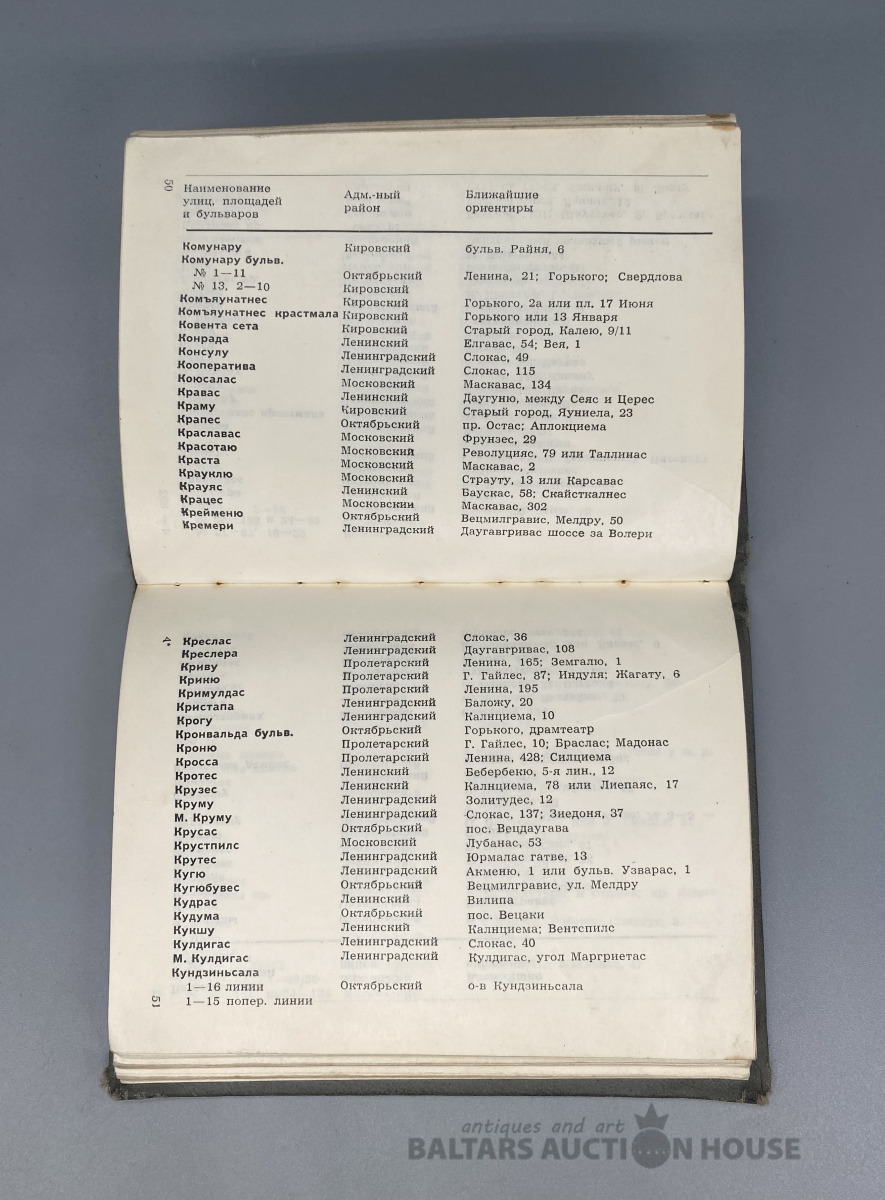 50
Наименование улиц, площадей и бульваров Адм.-ный район Ближайшие ориентиры
Комунару Кировский бульв. Райня, 6
Комунару бульв.
№ 1—11 Октябрьский Ленина, 21; Горького; Свердлова
№ 13, 2—10 Кировский
Комъяунатнес Кировский Горького, 2а или пл. 17 Июня
Комъяунатнес крастмала Кировский Горького или 13 Января
Ковента сета Кировский Старый город, Калею, 9/11
Конрада Ленинский Елгавас, 54; Вея, 1
Консулу Ленинградский Слокас, 49
Кооператива Ленинградский Слокас, 115
Коюсалас Московский Маскавас, 134
Кравас Ленинский Даугуню, между Сеяс и Церес
Краму Кировский Старый город, Яуниела, 23
Крапес Октябрьский пр. Остас; Аплокциема
Краславас Московский Фрунзес, 29
Красотаю Московский Революцияс, 79 или Таллинас
Краста Московский Маскавас, 2
Крауклю Московский Страуту, 13 или Карсавас
Крауяс Ленинский Баускас, 58; Скайсткалнес
Крацес Московскии Маскавас, 302
Крейменю Октябрьский Вецмилгравис, Мелдру, 50
Кремери Ленинградский Даугавгривас шоссе за Волери
4*
Креслас Ленинградский Слокас, 36
Креслера Ленинградский Даугавгривас, 108
Криву Пролетарский Ленина, 165; Земгалю, 1
Криню Пролетарский Г. Гайлес, 87; Индуля; Жагату, 6
Кримулдас Пролетарский Ленина, 195
Кристапа Ленинградский Баложу, 20
Крогу Ленинградский Калнциема, 10
Кронвальда бульв. Октябрьский Горького, драмтеатр
Кроню Пролетарский Г. Гайлес, 10; Браслас; Мадонас
Кросса Пролетарский Ленина, 428; Силциема
Кротес Ленинский Бебербекю, 5-я лин., 12
Крузес Ленинский Калнциема, 78 или Лиепаяс, 17
Круму Ленинградский Золитудес, 12
М. Круму Ленинградский Слокас, 137; Зиедоня, 37
Крусас Октябрьский пос. Вецдаугава
Крустпилс Московский Лубанас, 53
Крутес Ленинградский Юрмалас гатве, 13
Кугю Ленинградский Акменю, 1 или бульв. Узварас, 1
Кугюбувес Октябрьский Вецмилгравис, ул. Мелдру
Кудрас Ленинский Вилипа
Кудума Октябрьский пос. Вецаки
Кукшу Ленинский Калнциема; Вентспилс
Кулдигас Ленинградский Слокас, 40
М. Кулдигас Ленинградский Кулдигас, угол Маргриетас
Кундзиньсала
1—16 линии Октябрьский о-в Кундзиньсала
1—15 попер. линии
51
antiques and art
BALTARS AUCTION HOUSE